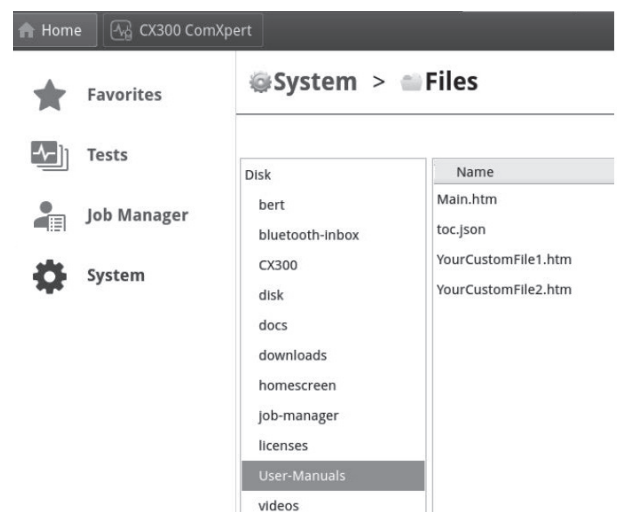 Home CX300 ComXpert
Favorites
Tests
Job Manager
System
System > Files
Disk
bert
bluetooth-inbox
CX300
disk
docs
downloads
homescreen
job-manager
licenses
User-Manuals
videos
Name
Main.htm
toc.json
YourCustomFile1.htm
YourCustomFile2.htm